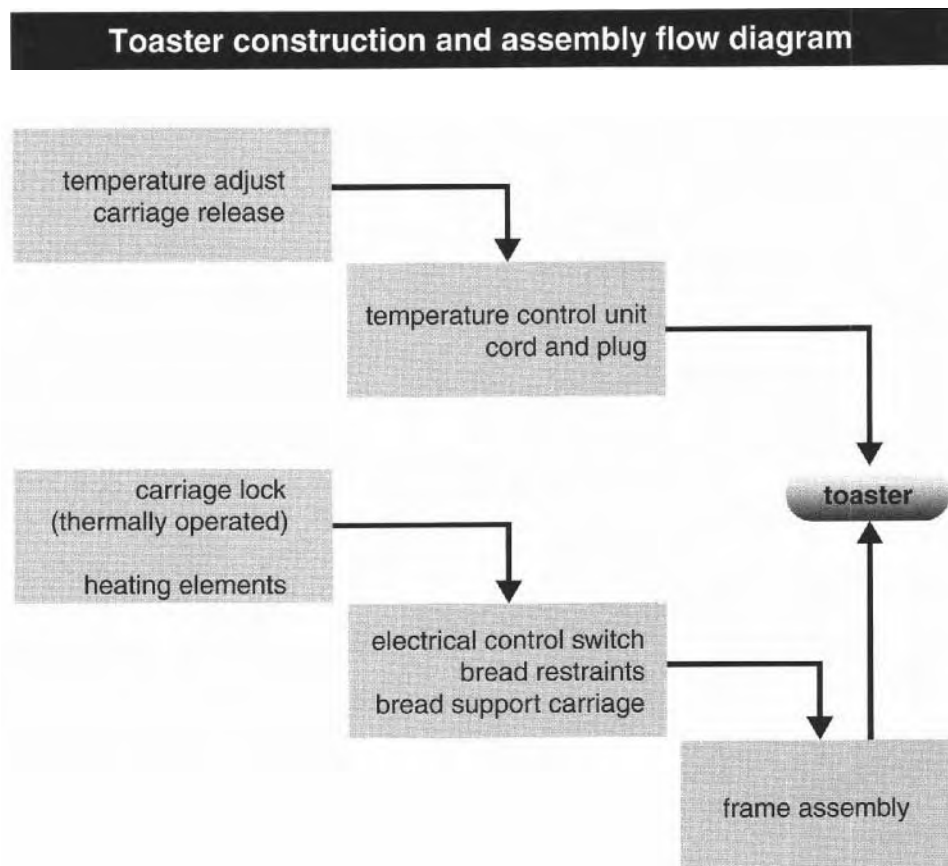 Toaster construction and assembly flow diagram
temperature adjust
carriage release
temperature control unit
cord and plug
carriage lock
(thermally operated)
heating elements
toaster
electrical control switch
bread restraints
bread support carriage
frame assembly